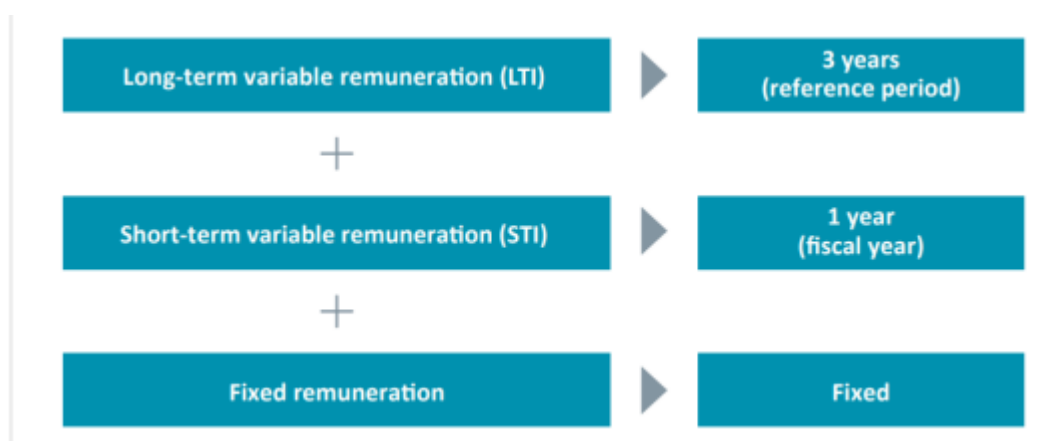 Long-term variable remuneration (LTI)
3 years
(reference period)
+
Short-term variable remuneration (STI)
1 year
(fiscal year)
+
Fixed remuneration
Fixed